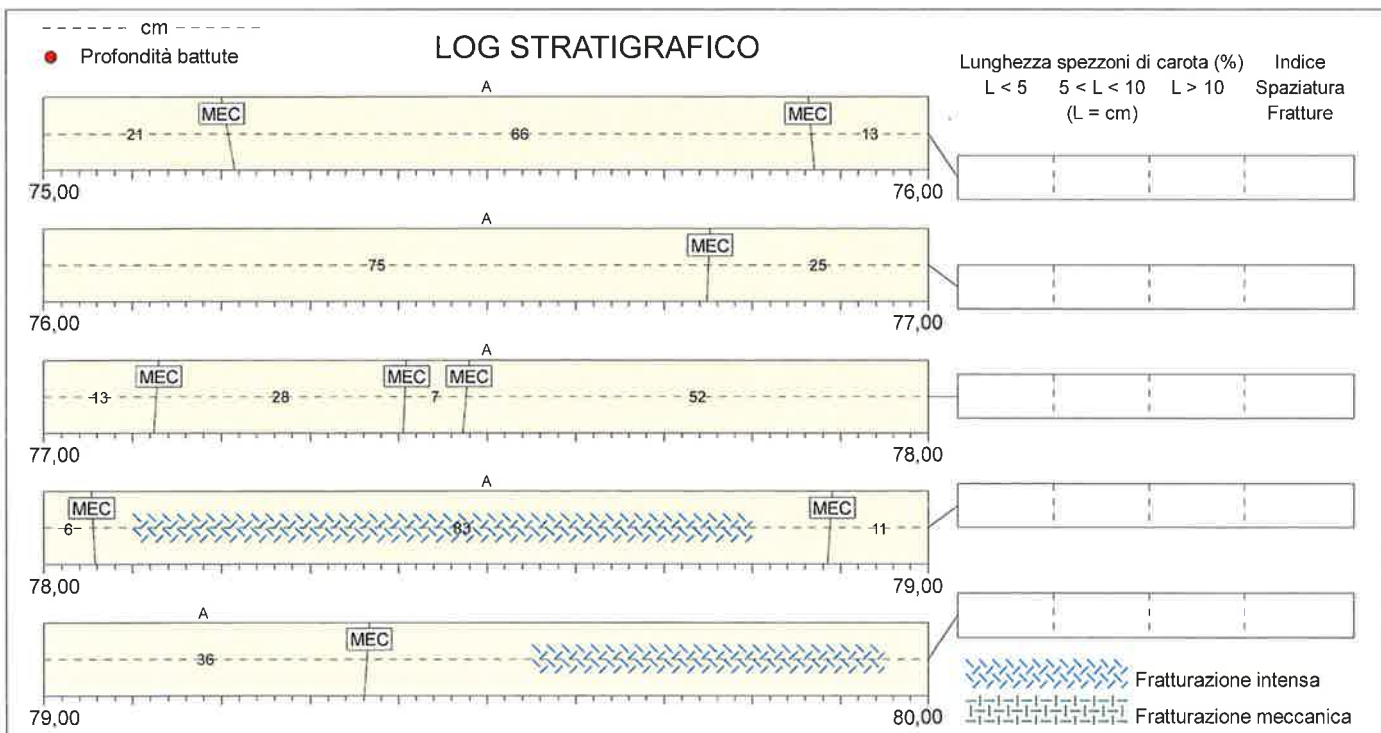 cm
Profondità battute
LOG STRATIGRAFICO
Lunghezza spezzoni di carota (%) Indice
L < 5 5 < L < 10 L > 10 Spaziatura
(L = cm) Fratture
A
MEC MEC
21 66 13
75,00 76,00
A
MEC
75 25
76,00 77,00
A
MEC MEC MEC
13 28 7 52
77,00 78,00
A
MEC MEC
6 83 11
78,00 79,00
A
MEC
36
79,00 80,00
Fratturazione intensa
Fratturazione meccanica